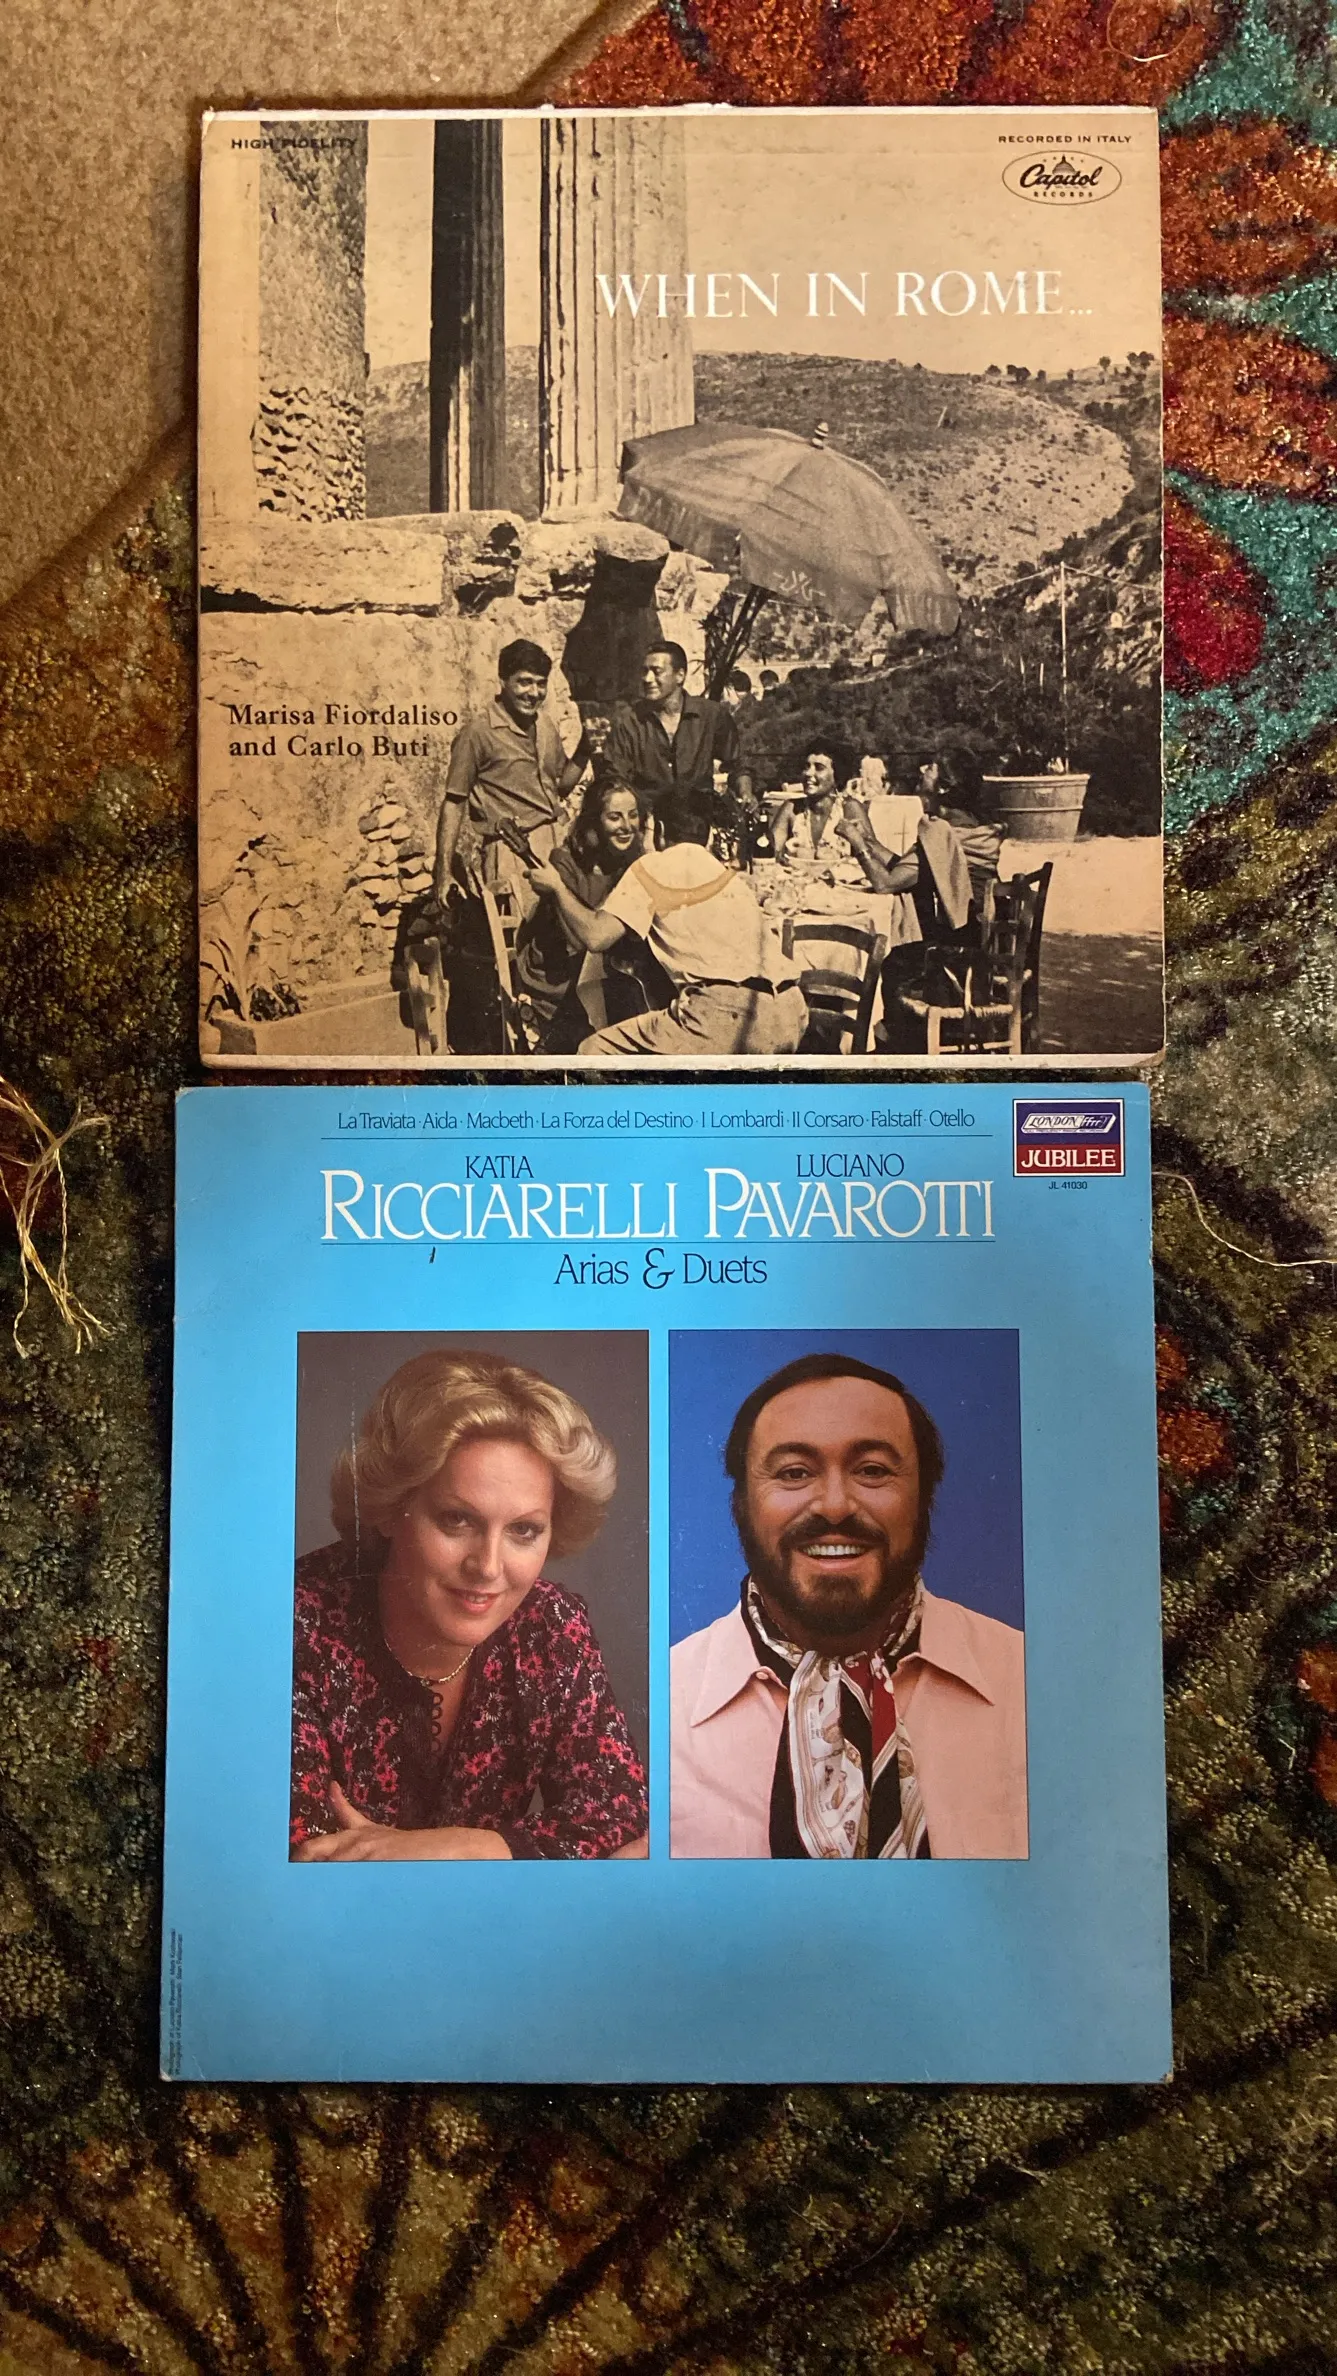 HIGH FIDELITY
RECORDED IN ITALY
Capitol
RECORDS
WHEN IN ROME...
Marisa Fiordaliso
and Carlo Buti
La Traviata · Aida · Macbeth · La Forza del Destino · I Lombardi · Il Corsaro · Falstaff · Otello
LONDON ffrr
JUBILEE
JL 41030
KATIA LUCIANO
RICCIARELLI PAVAROTTI
Arias & Duets